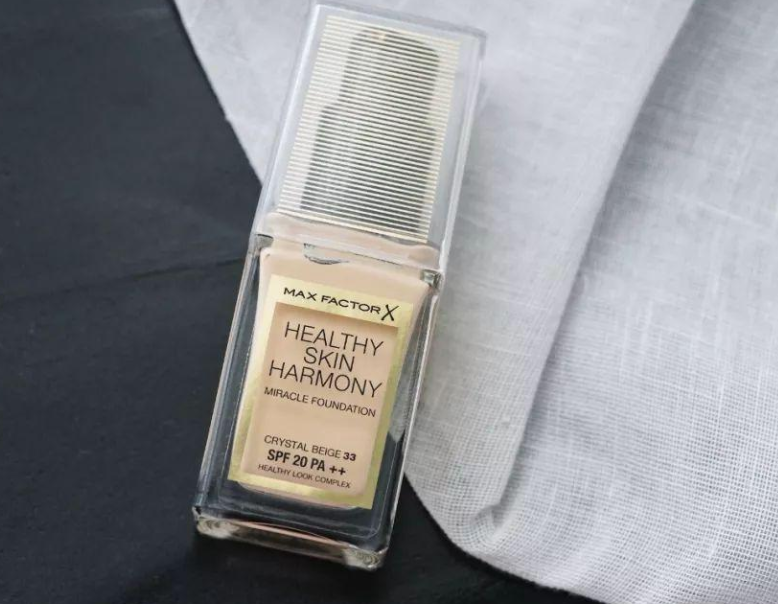 MAX FACTOR X
HEALTHY
SKIN
HARMONY
MIRACLE FOUNDATION
CRYSTAL BEIGE 33
SPF 20 PA ++
HEALTHY LOOK COMPLEX